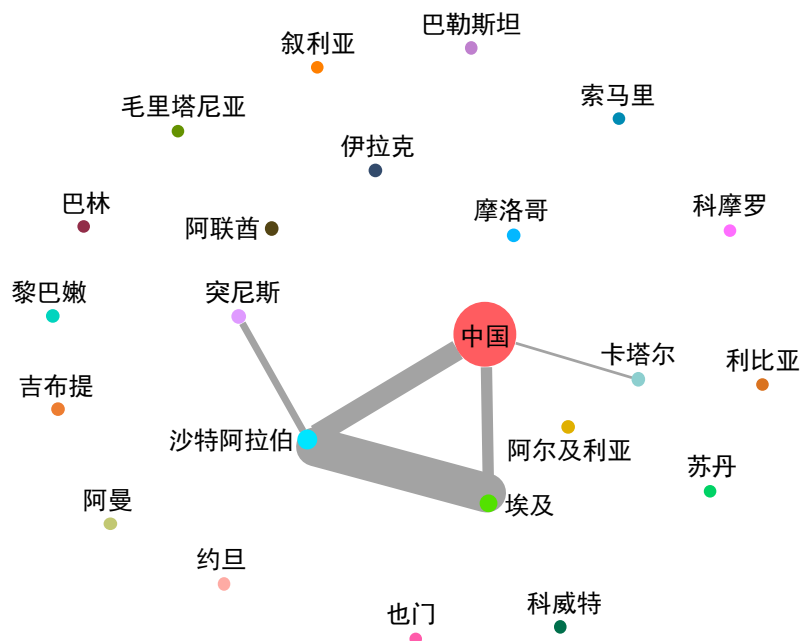 巴勒斯坦
叙利亚
索马里
毛里塔尼亚
伊拉克
巴林
阿联酋
摩洛哥
科摩罗
黎巴嫩
突尼斯
中国
卡塔尔
利比亚
吉布提
沙特阿拉伯
阿尔及利亚
苏丹
阿曼
埃及
约旦
科威特
也门